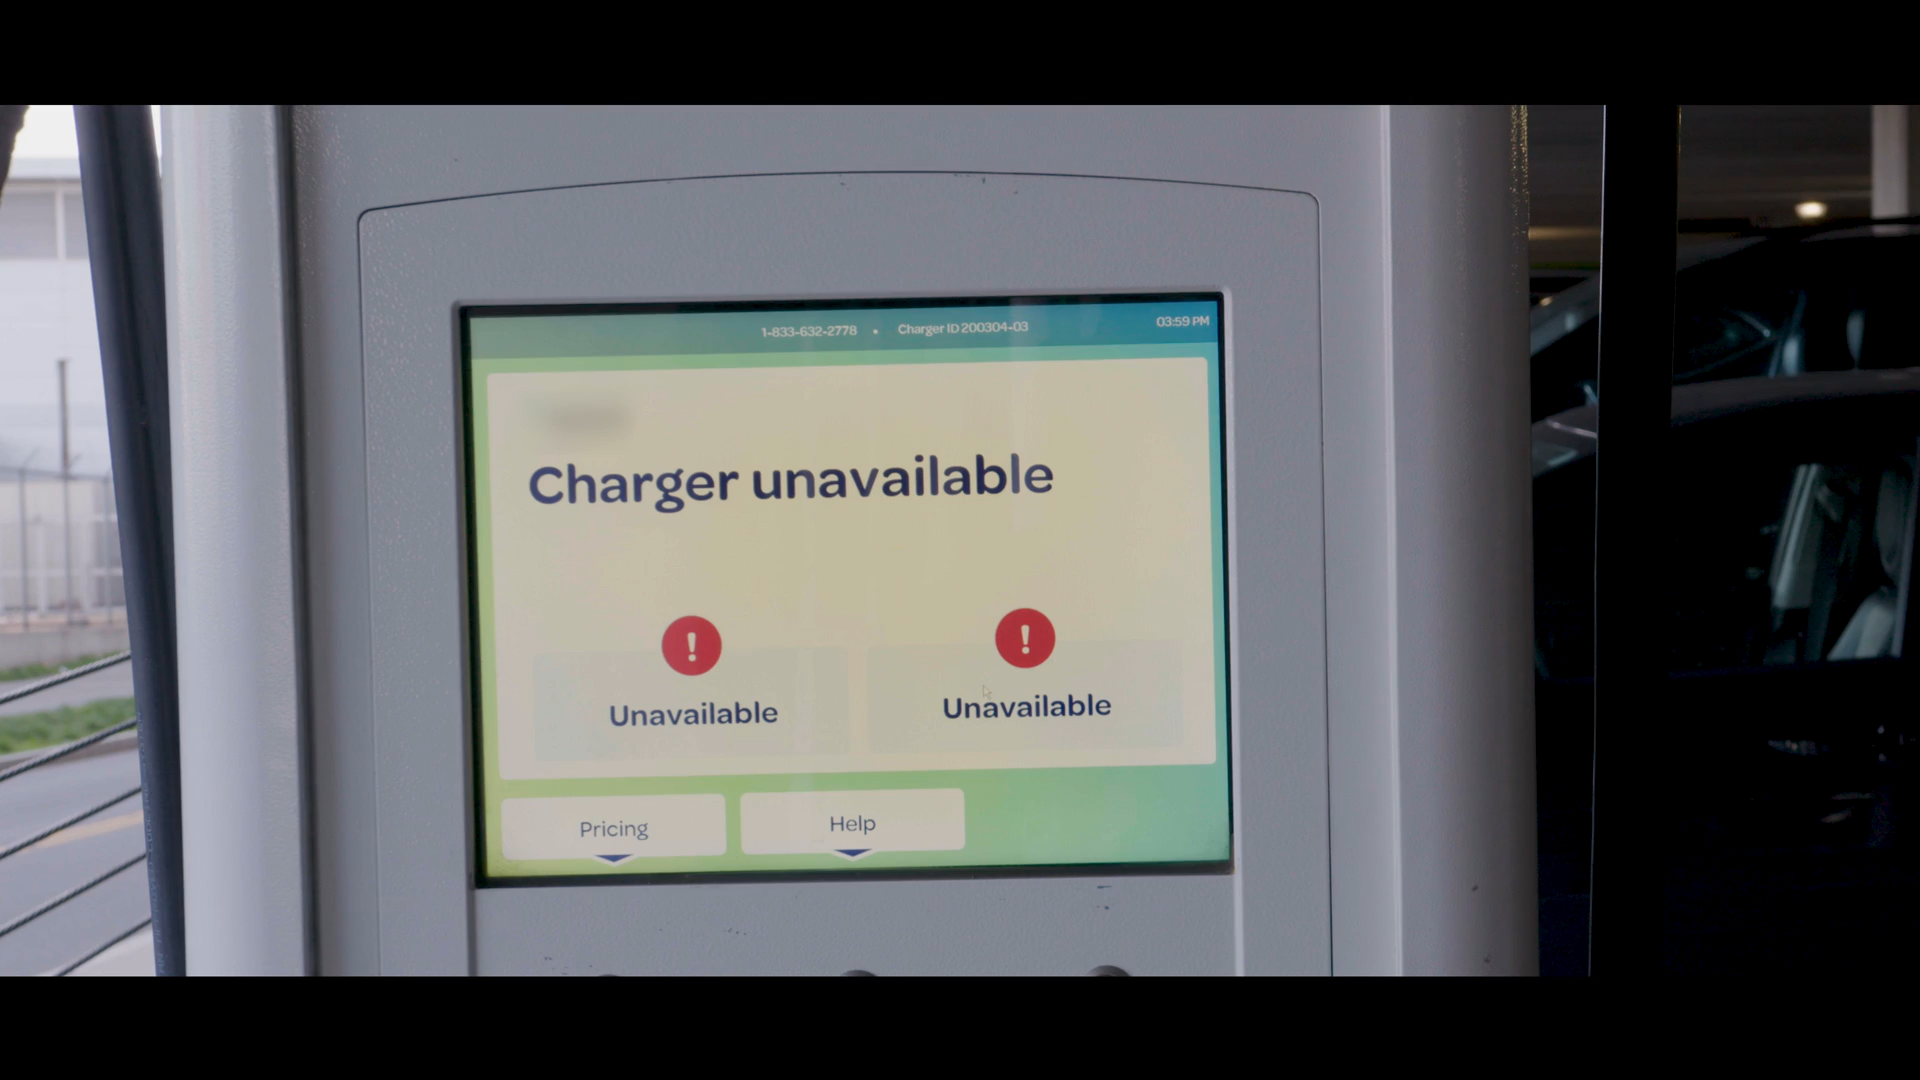 1-833-632-2778 • Charger ID 200304-03
03:59 PM
Charger unavailable
! !
Unavailable Unavailable
Pricing Help